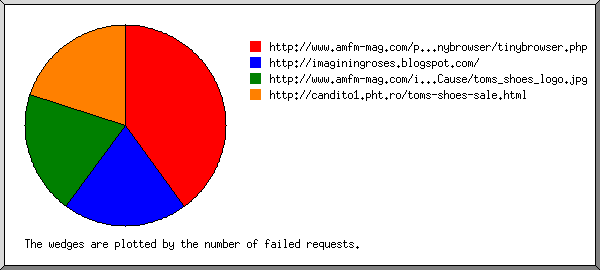 http://www.amfm-mag.com/p...nybrowser/tinybrowser.php
http://imaginingroses.blogspot.com/
http://www.amfm-mag.com/i...Cause/toms_shoes_logo.jpg
http://candito1.pht.ro/toms-shoes-sale.html
The wedges are plotted by the number of failed requests.